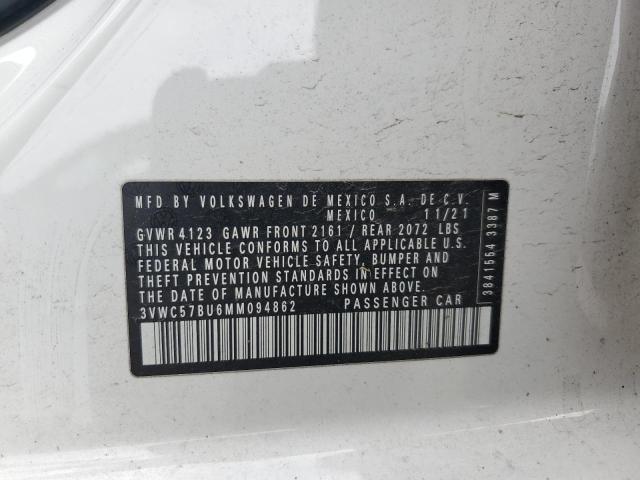 MFD BY VOLKSWAGEN DE MEXICO S.A. DE C.V.
MEXICO 11/21
GVWR 4123 GAWR FRONT 2161 / REAR 2072 LBS
THIS VEHICLE CONFORMS TO ALL APPLICABLE U.S.
FEDERAL MOTOR VEHICLE SAFETY, BUMPER AND
THEFT PREVENTION STANDARDS IN EFFECT ON
THE DATE OF MANUFACTURE SHOWN ABOVE.
3VWC57BU6MM094862 PASSENGER CAR
3841554 3387 M